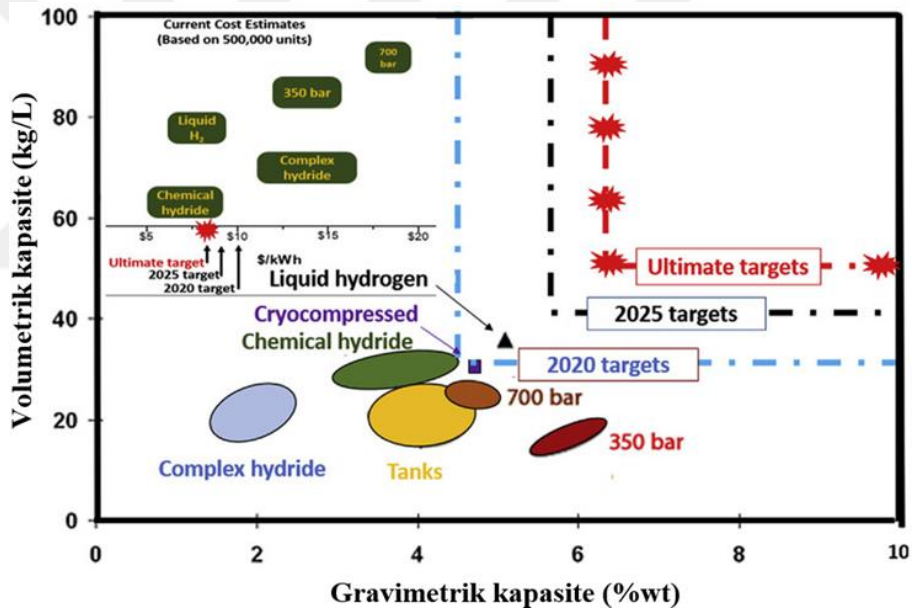 Current Cost Estimates
(Based on 500,000 units)
700
bar
350 bar
Liquid
H₂
Complex
hydride
Chemical
hydride
$5
$10
$15
$20
$/kWh
Ultimate target
2025 target
2020 target
Liquid hydrogen
Cryocompressed
Chemical hydride
Ultimate targets
2025 targets
2020 targets
700 bar
350 bar
Complex hydride
Tanks
100
80
60
40
20
0
0
2
4
6
8
10
Volumetrik kapasite (kg/L)
Gravimetrik kapasite (%wt)